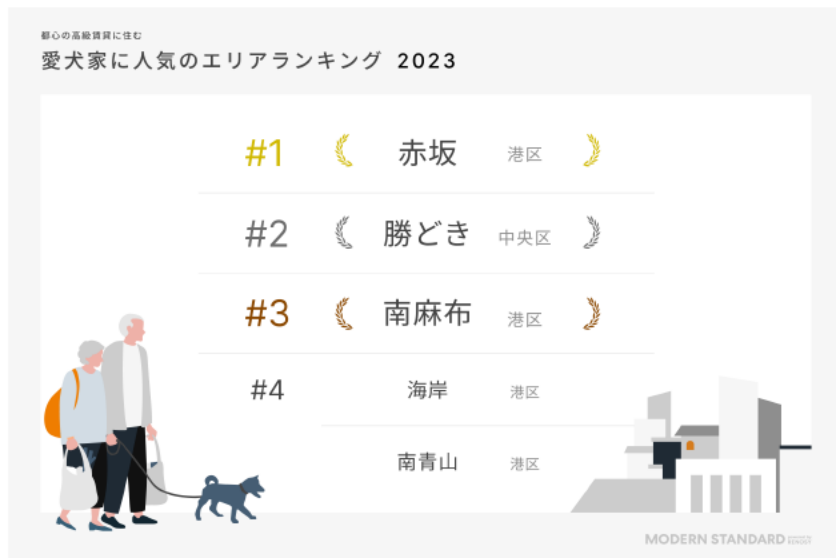 都心の高級賃貸に住む
愛犬家に人気のエリアランキング 2023
#1 赤坂 港区
#2 勝どき 中央区
#3 南麻布 港区
#4 海岸 港区
南青山 港区
MODERN STANDARD